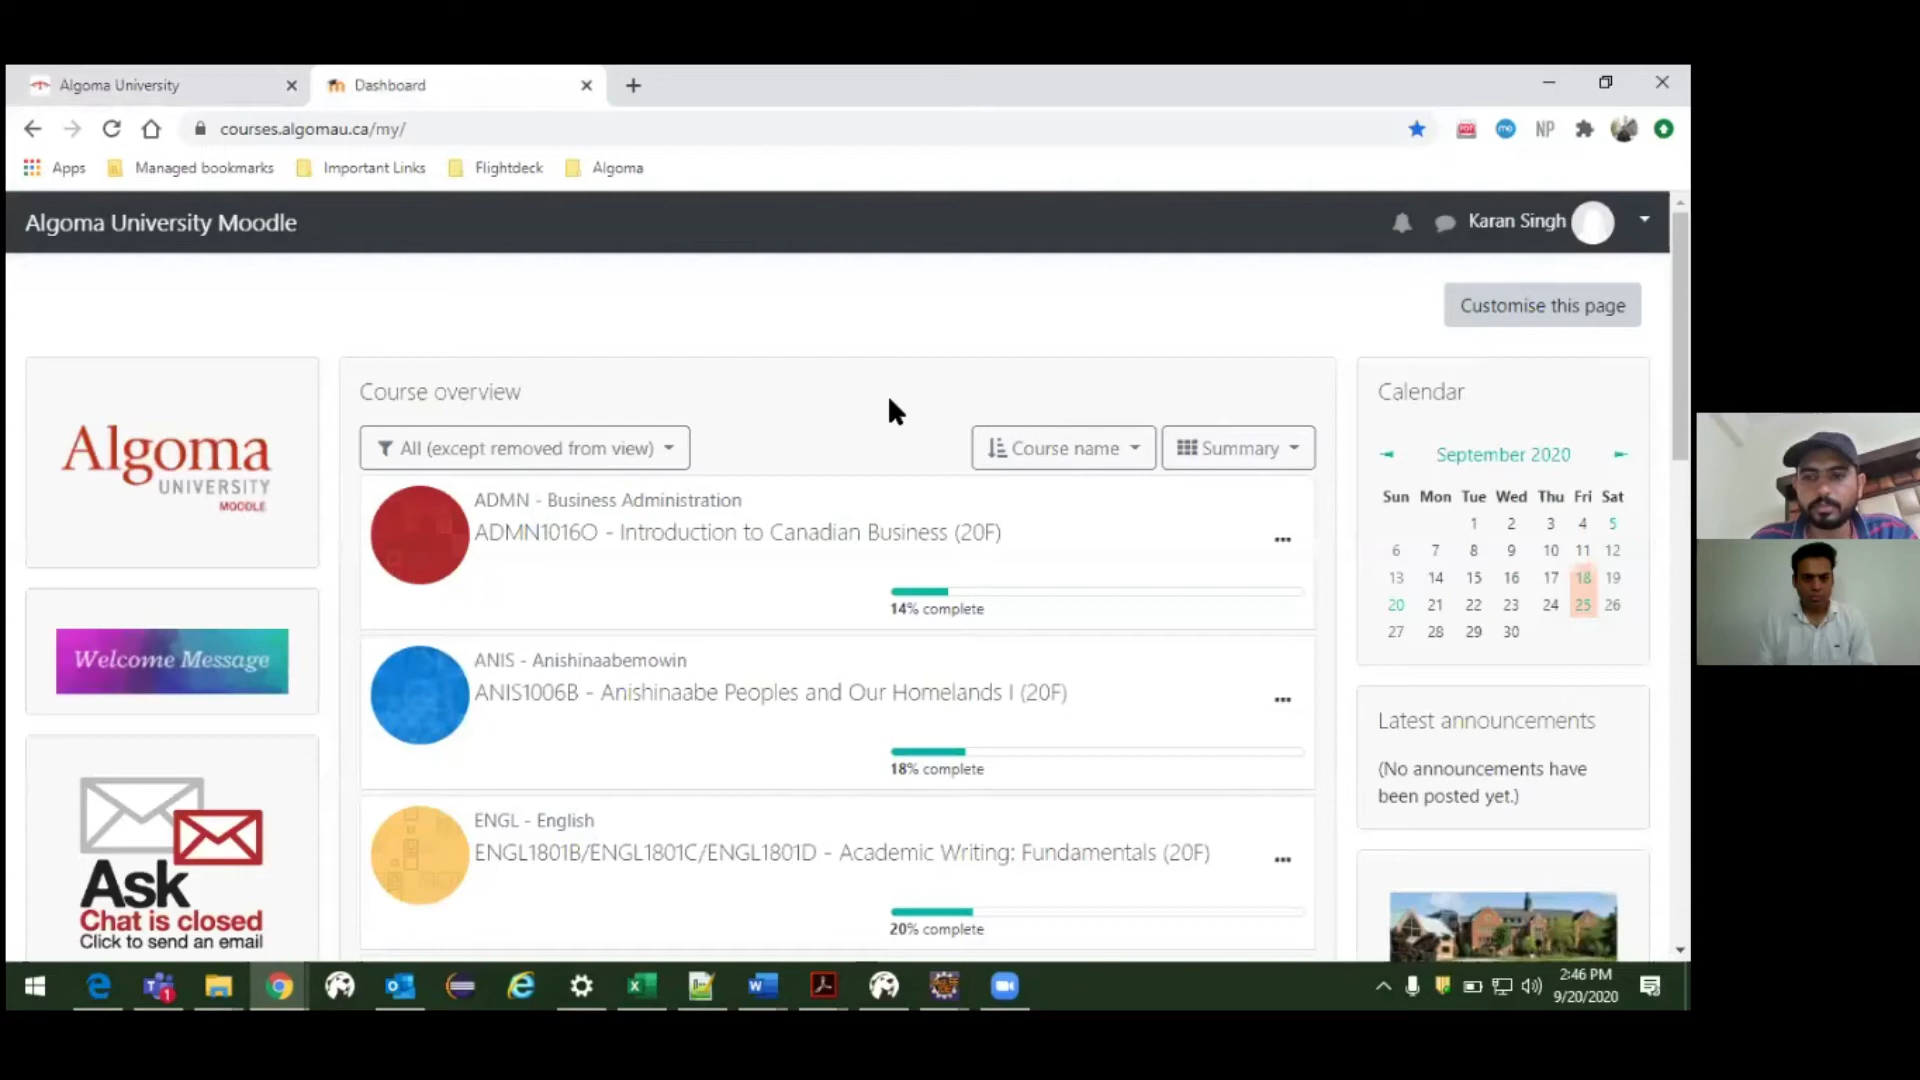 Algoma University
Dashboard
courses.algomau.ca/my/
NP
Apps
Managed bookmarks
Important Links
Flightdeck
Algoma
Algoma University Moodle
Karan Singh
Customise this page
Algoma
UNIVERSITY
MOODLE
Welcome Message
Ask
Chat is closed
Click to send an email
Course overview
All (except removed from view)
Course name
Summary
ADMN - Business Administration
ADMN1016O - Introduction to Canadian Business (20F)
14% complete
ANIS - Anishinaabemowin
ANIS1006B - Anishinaabe Peoples and Our Homelands I (20F)
18% complete
ENGL - English
ENGL1801B/ENGL1801C/ENGL1801D - Academic Writing: Fundamentals (20F)
20% complete
Calendar
September 2020
Sun Mon Tue Wed Thu Fri Sat
1 2 3 4 5
6 7 8 9 10 11 12
13 14 15 16 17 18 19
20 21 22 23 24 25 26
27 28 29 30
Latest announcements
(No announcements have
been posted yet.)
2:46 PM
9/20/2020